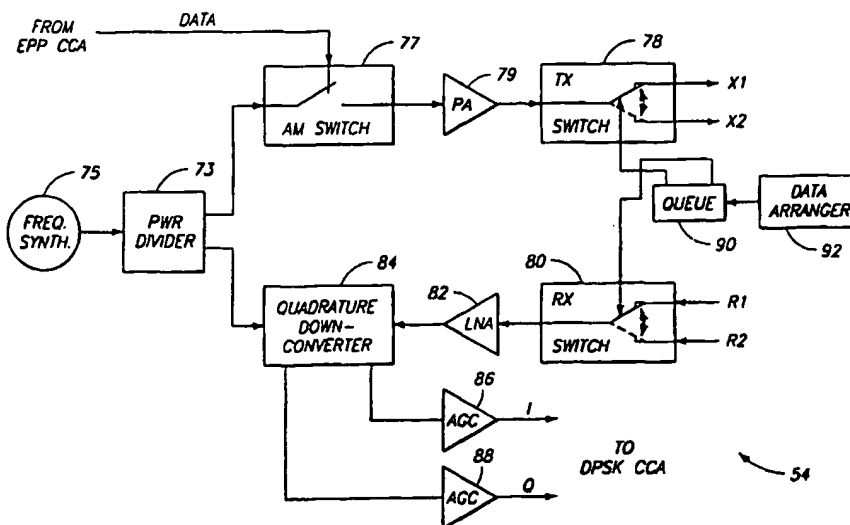 FROM
EPP CCA
DATA
77
AM SWITCH
79
PA
78
TX
SWITCH
X1
X2
75
FREQ.
SYNTH.
73
PWR
DIVIDER
QUEUE
90
DATA
ARRANGER
92
84
QUADRATURE
DOWN-
CONVERTER
82
LNA
80
RX
SWITCH
R1
R2
86
AGC
I
88
AGC
Q
TO
DPSK CCA
54